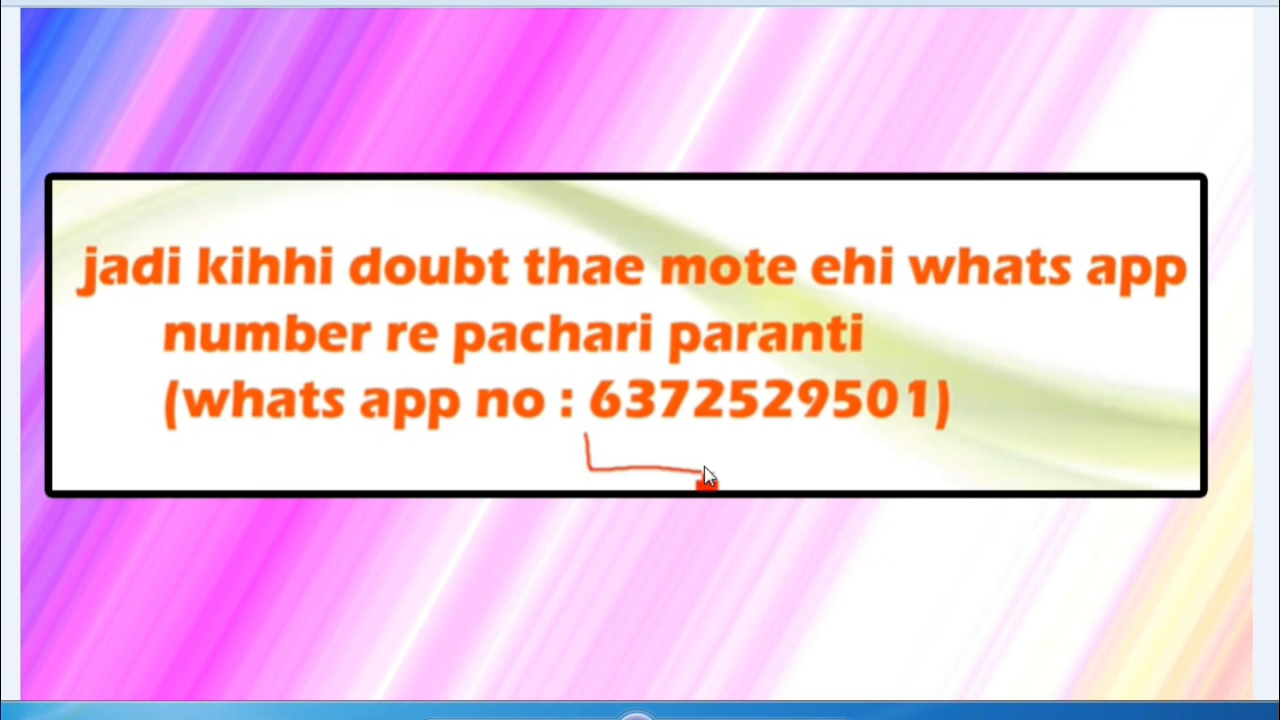 jadi kihhi doubt thae mote ehi whats app
number re pachari paranti
(whats app no : 6372529501)